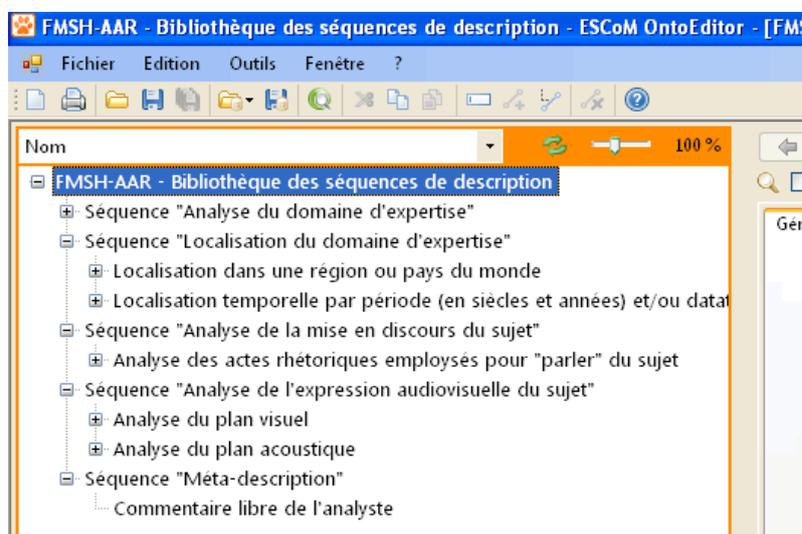 FMSH-AAR - Bibliothèque des séquences de description - ESCoM OntoEditor - [FMS
Fichier Edition Outils Fenêtre ?
Nom 100 %
FMSH-AAR - Bibliothèque des séquences de description
Séquence "Analyse du domaine d'expertise"
Gér
Séquence "Localisation du domaine d'expertise"
Localisation dans une région ou pays du monde
Localisation temporelle par période (en siècles et années) et/ou datat
Séquence "Analyse de la mise en discours du sujet"
Analyse des actes rhétoriques employsés pour "parler" du sujet
Séquence "Analyse de l'expression audiovisuelle du sujet"
Analyse du plan visuel
Analyse du plan acoustique
Séquence "Méta-description"
Commentaire libre de l'analyste